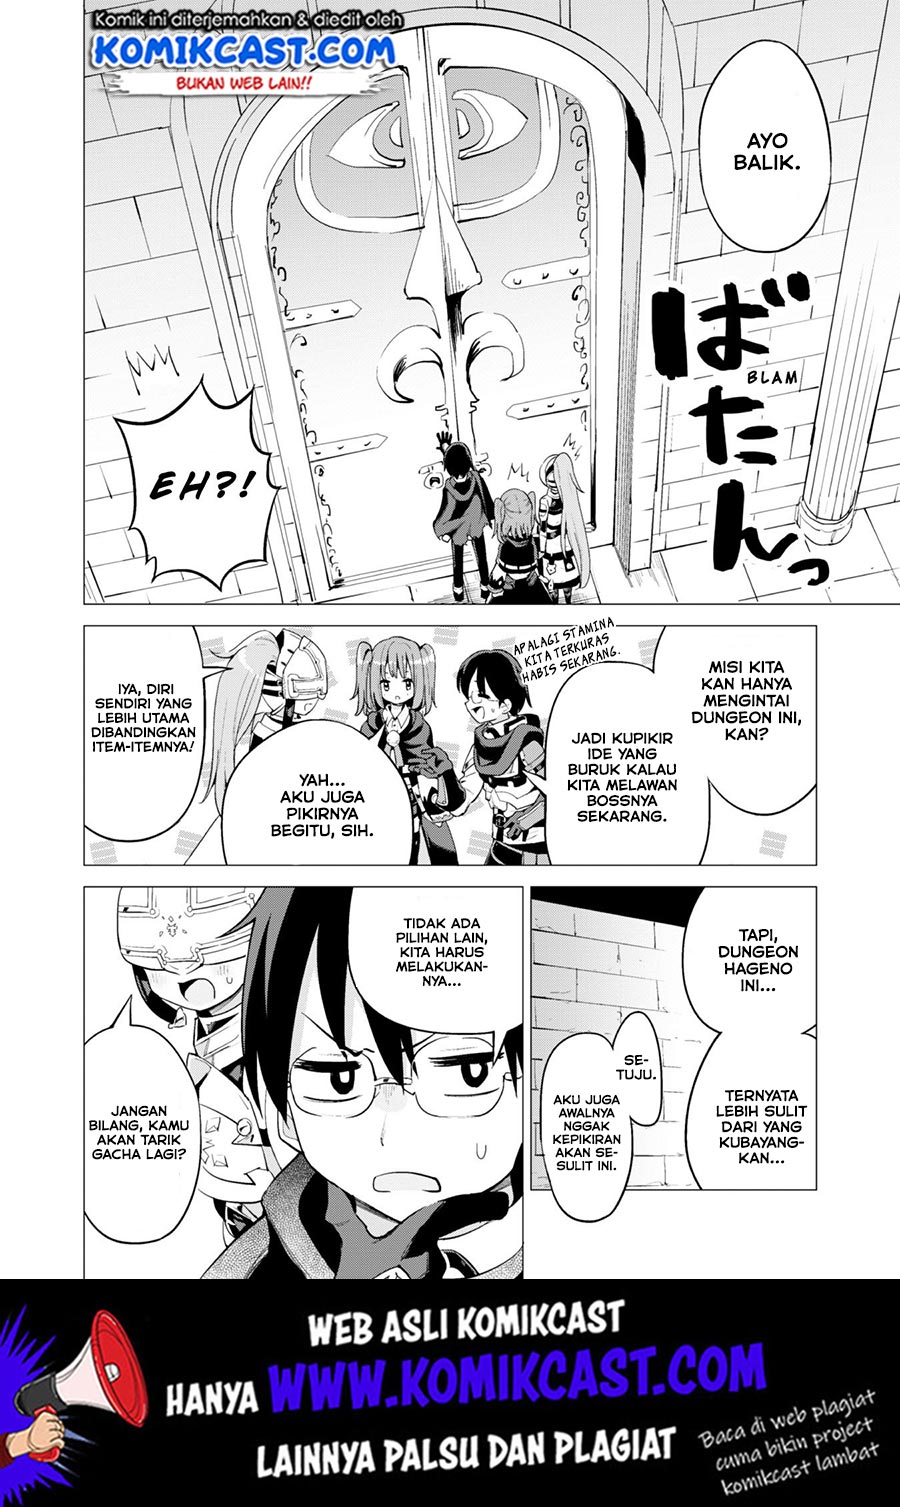 Komik ini diterjemahkan & diedit oleh
KOMIKCAST.COM
BUKAN WEB LAIN!!
AYO
BALIK.
ばたんっ
BLAM
EH?!
MISI KITA
KAN HANYA
MENGINTAI
DUNGEON INI,
KAN?
JADI KUPIKIR
IDE YANG
BURUK KALAU
KITA MELAWAN
BOSSNYA
SEKARANG.
APALAGI STAMINA
KITA TERKURAS
HABIS SEKARANG.
YAH...
AKU JUGA
PIKIRNYA
BEGITU, SIH.
IYA, DIRI
SENDIRI YANG
LEBIH UTAMA
DIBANDINGKAN
ITEM-ITEMNYA!
TAPI,
DUNGEON
HAGENO
INI...
TERNYATA
LEBIH SULIT
DARI YANG
KUBAYANG-
KAN...
SE-
TUJU.
AKU JUGA
AWALNYA
NGGAK
KEPIKIRAN
AKAN SE-
SULIT INI.
TIDAK ADA
PILIHAN LAIN,
KITA HARUS
MELAKUKAN-
NYA...
JANGAN
BILANG, KAMU
AKAN TARIK
GACHA LAGI?
WEB ASLI KOMIKCAST
HANYA WWW.KOMIKCAST.COM
LAINNYA PALSU DAN PLAGIAT
Baca di web plagiat
cuma bikin project
komikcast lambat